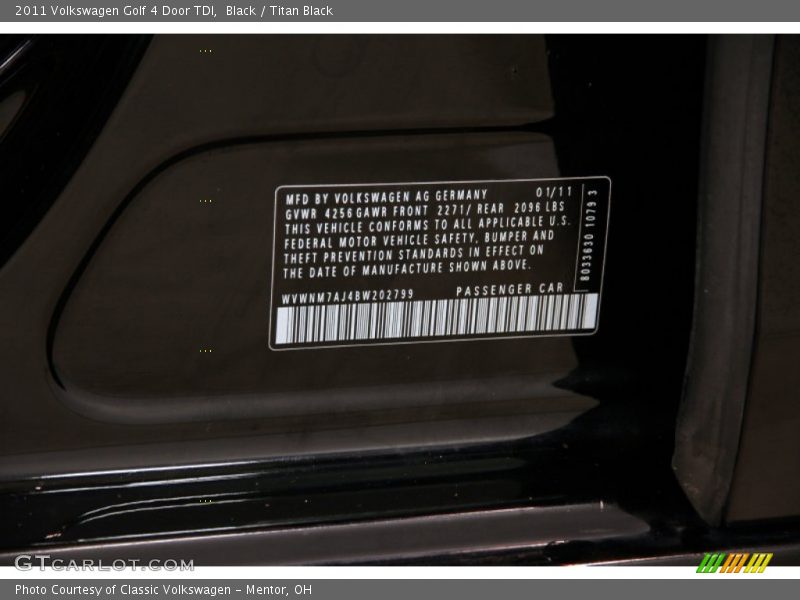 2011 Volkswagen Golf 4 Door TDI,  Black / Titan Black
MFD BY VOLKSWAGEN AG GERMANY 01/11
GVWR 4256 GAWR FRONT 2271/ REAR 2096 LBS
THIS VEHICLE CONFORMS TO ALL APPLICABLE U.S.
FEDERAL MOTOR VEHICLE SAFETY, BUMPER AND
THEFT PREVENTION STANDARDS IN EFFECT ON
THE DATE OF MANUFACTURE SHOWN ABOVE.
WVWNM7AJ4BW202799 PASSENGER CAR
8033630 1079 3
GTCARLOT.COM
Photo Courtesy of Classic Volkswagen - Mentor, OH